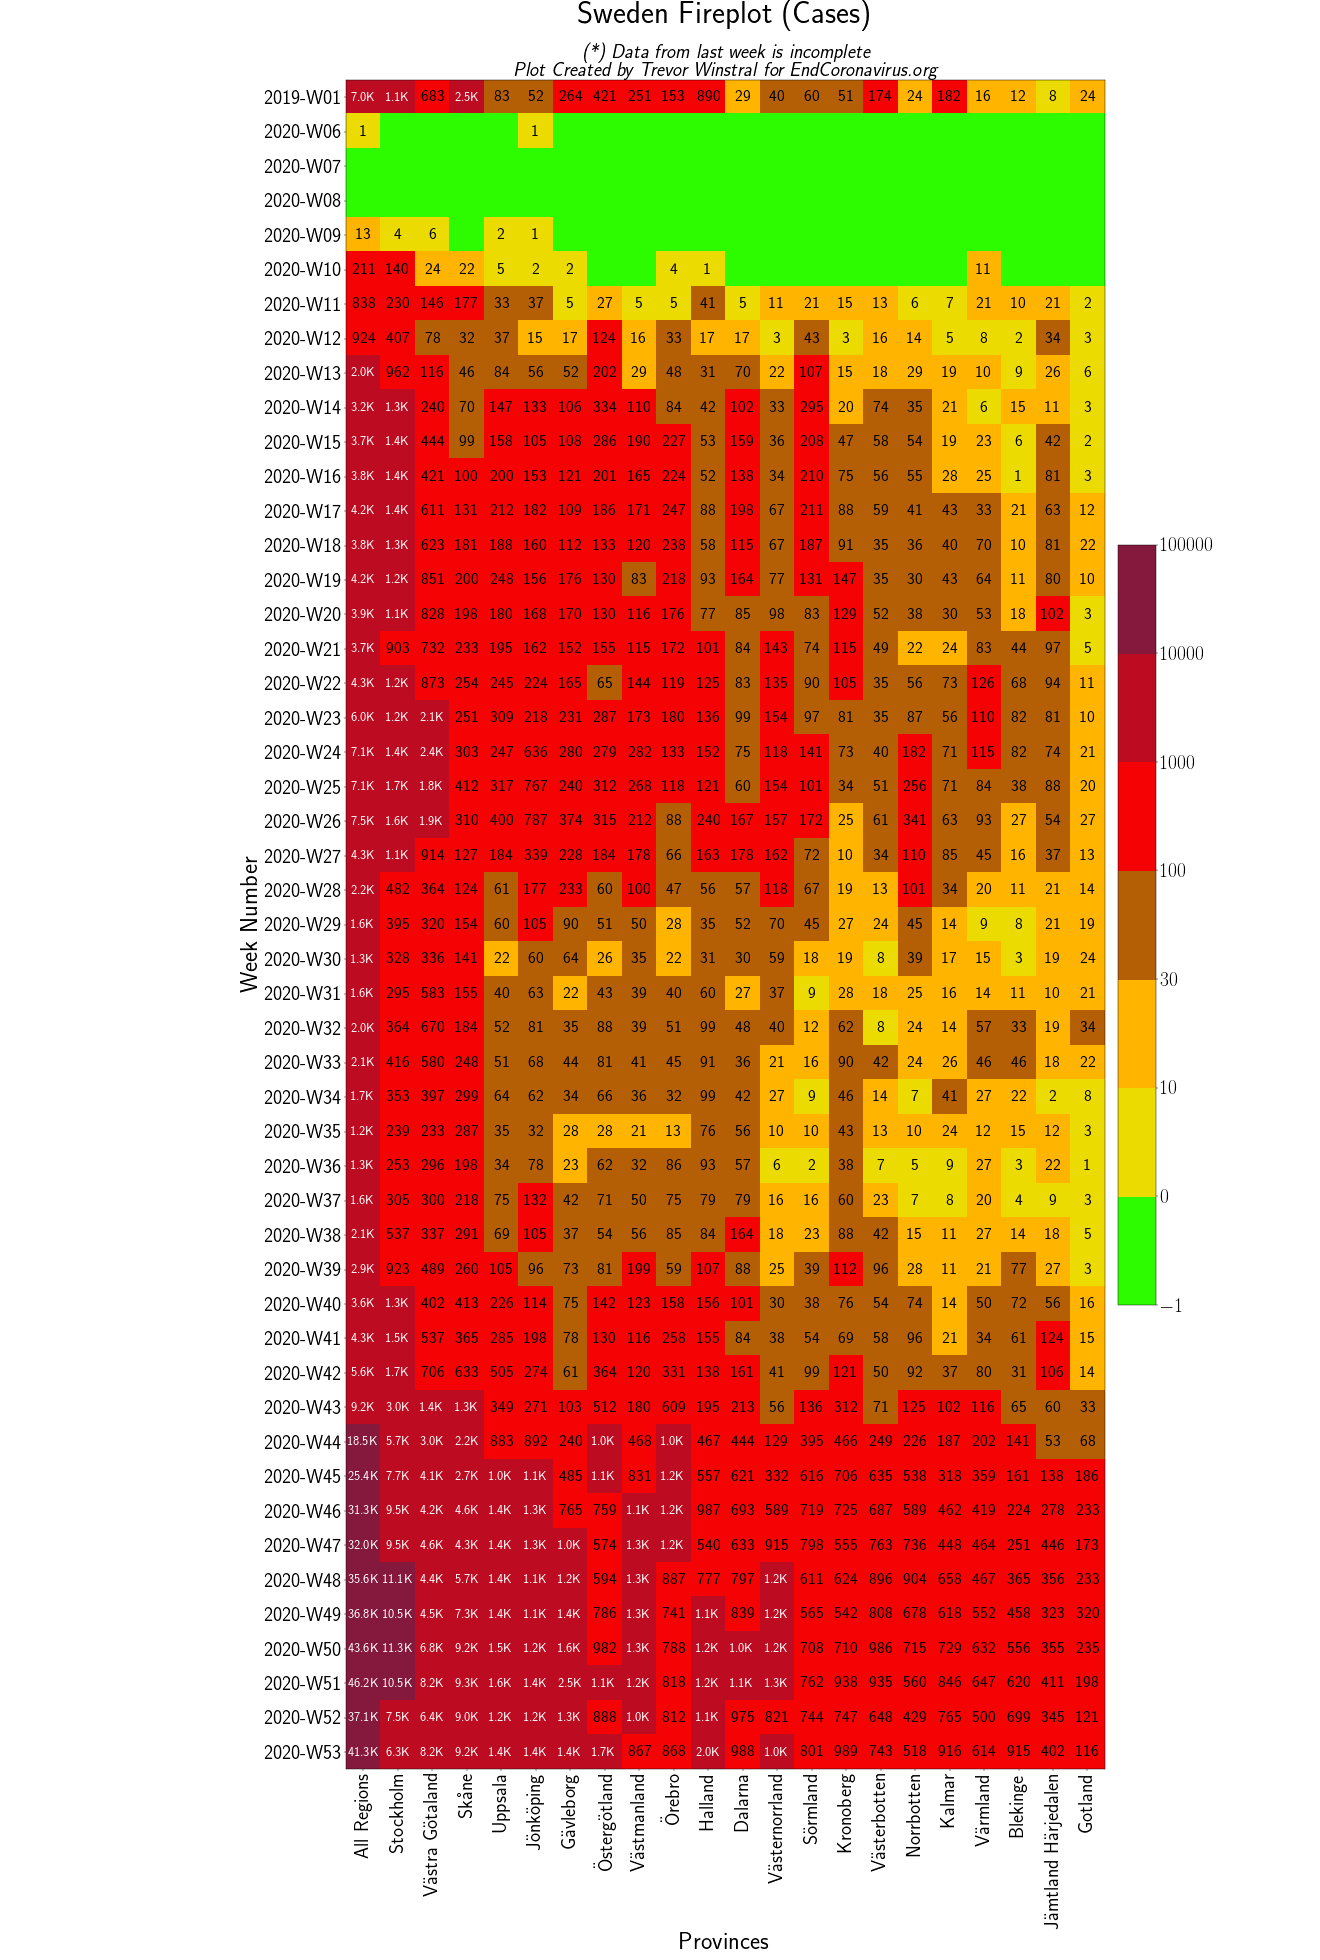 Sweden Fireplot (Cases)
(*) Data from last week is incomplete
Plot Created by Trevor Winstral for EndCoronavirus.org
2019-W01 7.0K 1.1K 683 2.5K 83 52 264 421 251 153 890 29 40 60 51 174 24 182 16 12 8 24
2020-W06 1 1
2020-W07
2020-W08
2020-W09 13 4 6 2 1
2020-W10 211 140 24 22 5 2 2 4 1 11
2020-W11 838 230 146 177 33 37 5 27 5 5 41 5 11 21 15 13 6 7 21 10 21 2
2020-W12 924 407 78 32 37 15 17 124 16 33 17 17 3 43 3 16 14 5 8 2 34 3
2020-W13 2.0K 962 116 46 84 56 52 202 29 48 31 70 22 107 15 18 29 19 10 9 26 6
2020-W14 3.2K 1.3K 240 70 147 133 106 334 110 84 42 102 33 295 20 74 35 21 6 15 11 3
2020-W15 3.7K 1.4K 444 99 158 105 108 286 190 227 53 159 36 208 47 58 54 19 23 6 42 2
2020-W16 3.8K 1.4K 421 100 200 153 121 201 165 224 52 138 34 210 75 56 55 28 25 1 81 3
2020-W17 4.2K 1.4K 611 131 212 182 109 186 171 247 88 198 67 211 88 59 41 43 33 21 63 12
2020-W18 3.8K 1.3K 623 181 188 160 112 133 120 238 58 115 67 187 91 35 36 40 70 10 81 22
2020-W19 4.2K 1.2K 851 200 248 156 176 130 83 218 93 164 77 131 147 35 30 43 64 11 80 10
2020-W20 3.9K 1.1K 828 198 180 168 170 130 116 176 77 85 98 83 129 52 38 30 53 18 102 3
2020-W21 3.7K 903 732 233 195 162 152 155 115 172 101 84 143 74 115 49 22 24 83 44 97 5
2020-W22 4.3K 1.2K 873 254 245 224 165 65 144 119 125 83 135 90 105 35 56 73 126 68 94 11
2020-W23 6.0K 1.2K 2.1K 251 309 218 231 287 173 180 136 99 154 97 81 35 87 56 110 82 81 10
2020-W24 7.1K 1.4K 2.4K 303 247 636 280 279 282 133 152 75 118 141 73 40 182 71 115 82 74 21
2020-W25 7.1K 1.7K 1.8K 412 317 767 240 312 268 118 121 60 154 101 34 51 256 71 84 38 88 20
2020-W26 7.5K 1.6K 1.9K 310 400 787 374 315 212 88 240 167 157 172 25 61 341 63 93 27 54 27
2020-W27 4.3K 1.1K 914 127 184 339 228 184 178 66 163 178 162 72 10 34 110 85 45 16 37 13
2020-W28 2.2K 482 364 124 61 177 233 60 100 47 56 57 118 67 19 13 101 34 20 11 21 14
2020-W29 1.6K 395 320 154 60 105 90 51 50 28 35 52 70 45 27 24 45 14 9 8 21 19
2020-W30 1.3K 328 336 141 22 60 64 26 35 22 31 30 59 18 19 8 39 17 15 3 19 24
2020-W31 1.6K 295 583 155 40 63 22 43 39 40 60 27 37 9 28 18 25 16 14 11 10 21
2020-W32 2.0K 364 670 184 52 81 35 88 39 51 99 48 40 12 62 8 24 14 57 33 19 34
2020-W33 2.1K 416 580 248 51 68 44 81 41 45 91 36 21 16 90 42 24 26 46 46 18 22
2020-W34 1.7K 353 397 299 64 62 34 66 36 32 99 42 27 9 46 14 7 41 27 22 2 8
2020-W35 1.2K 239 233 287 35 32 28 28 21 13 76 56 10 10 43 13 10 24 12 15 12 3
2020-W36 1.3K 253 296 198 34 78 23 62 32 86 93 57 6 2 38 7 5 9 27 3 22 1
2020-W37 1.6K 305 300 218 75 132 42 71 50 75 79 79 16 16 60 23 7 8 20 4 9 3
2020-W38 2.1K 537 337 291 69 105 37 54 56 85 84 164 18 23 88 42 15 11 27 14 18 5
2020-W39 2.9K 923 489 260 105 96 73 81 199 59 107 88 25 39 112 96 28 11 21 77 27 3
2020-W40 3.6K 1.3K 402 413 226 114 75 142 123 158 156 101 30 38 76 54 74 14 50 72 56 16
2020-W41 4.3K 1.5K 537 365 285 198 78 130 116 258 155 84 38 54 69 58 96 21 34 61 124 15
2020-W42 5.6K 1.7K 706 633 505 274 61 364 120 331 138 161 41 99 121 50 92 37 80 31 106 14
2020-W43 9.2K 3.0K 1.4K 1.3K 349 271 103 512 180 609 195 213 56 136 312 71 125 102 116 65 60 33
2020-W44 18.5K 5.7K 3.0K 2.2K 883 892 240 1.0K 468 1.0K 467 444 129 395 466 249 226 187 202 141 53 68
2020-W45 25.4K 7.7K 4.1K 2.7K 1.0K 1.1K 485 1.1K 831 1.2K 557 621 332 616 706 635 538 318 359 161 138 186
2020-W46 31.3K 9.5K 4.2K 4.6K 1.4K 1.3K 765 759 1.1K 1.2K 987 693 589 719 725 687 589 462 419 224 278 233
2020-W47 32.0K 9.5K 4.6K 4.3K 1.4K 1.3K 1.0K 574 1.3K 1.2K 540 633 915 798 555 763 736 448 464 251 446 173
2020-W48 35.6K 11.1K 4.4K 5.7K 1.4K 1.1K 1.2K 594 1.3K 887 777 797 1.2K 611 624 896 904 658 467 365 356 233
2020-W49 36.8K 10.5K 4.5K 7.3K 1.4K 1.1K 1.4K 786 1.3K 741 1.1K 839 1.2K 565 542 808 678 618 552 458 323 320
2020-W50 43.6K 11.3K 6.8K 9.2K 1.5K 1.2K 1.6K 982 1.3K 788 1.2K 1.0K 1.2K 708 710 986 715 729 632 556 355 235
2020-W51 46.2K 10.5K 8.2K 9.3K 1.6K 1.4K 2.5K 1.1K 1.2K 818 1.2K 1.1K 1.3K 762 938 935 560 846 647 620 411 198
2020-W52 37.1K 7.5K 6.4K 9.0K 1.2K 1.2K 1.3K 888 1.0K 812 1.1K 975 821 744 747 648 429 765 500 699 345 121
2020-W53 41.3K 6.3K 8.2K 9.2K 1.4K 1.4K 1.4K 1.7K 867 868 2.0K 988 1.0K 801 989 743 518 916 614 915 402 116
Week Number
All Regions
Stockholm
Västra Götaland
Skåne
Uppsala
Jönköping
Gävleborg
Östergötland
Västmanland
Örebro
Halland
Dalarna
Västernorrland
Sörmland
Kronoberg
Västerbotten
Norrbotten
Kalmar
Värmland
Blekinge
Jämtland Härjedalen
Gotland
Provinces
100000
10000
1000
100
30
10
0
−1